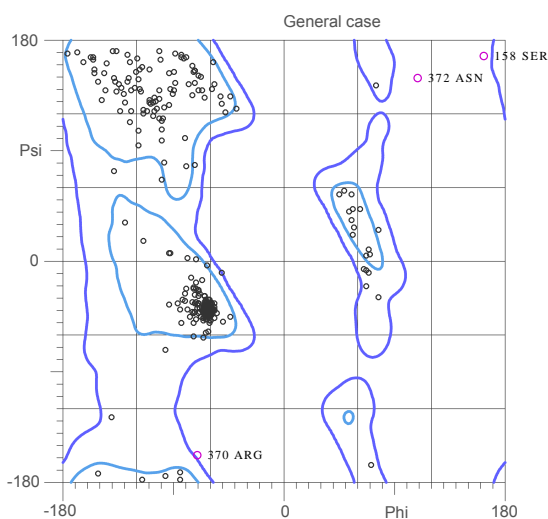 General case
180
158 SER
372 ASN
Psi
0
370 ARG
-180
-180
0
Phi
180